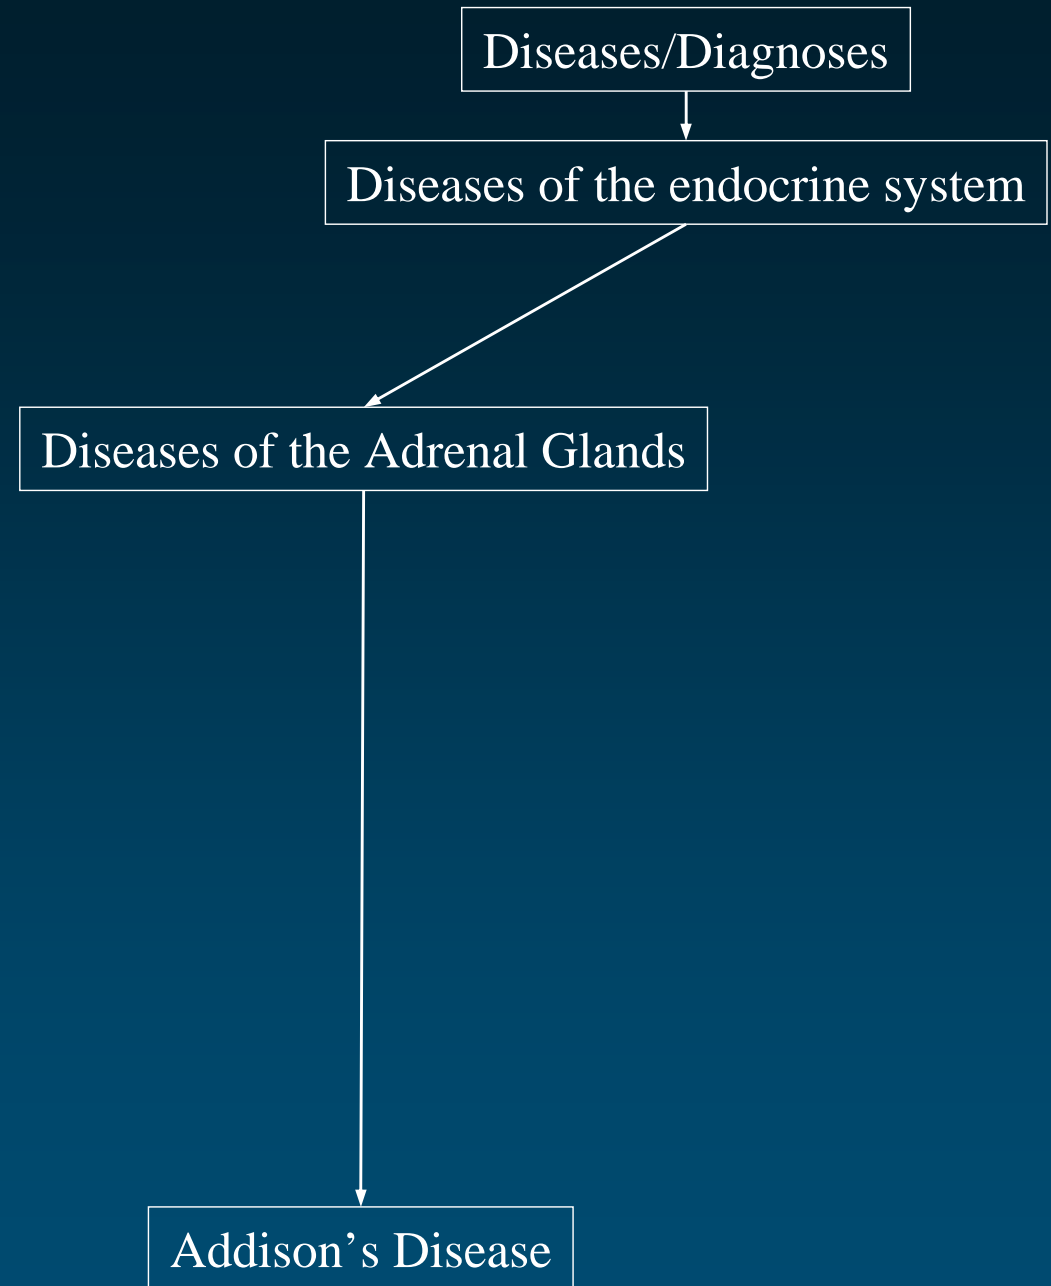 Diseases/Diagnoses
Diseases of the endocrine system
Diseases of the Adrenal Glands
Addison’s Disease